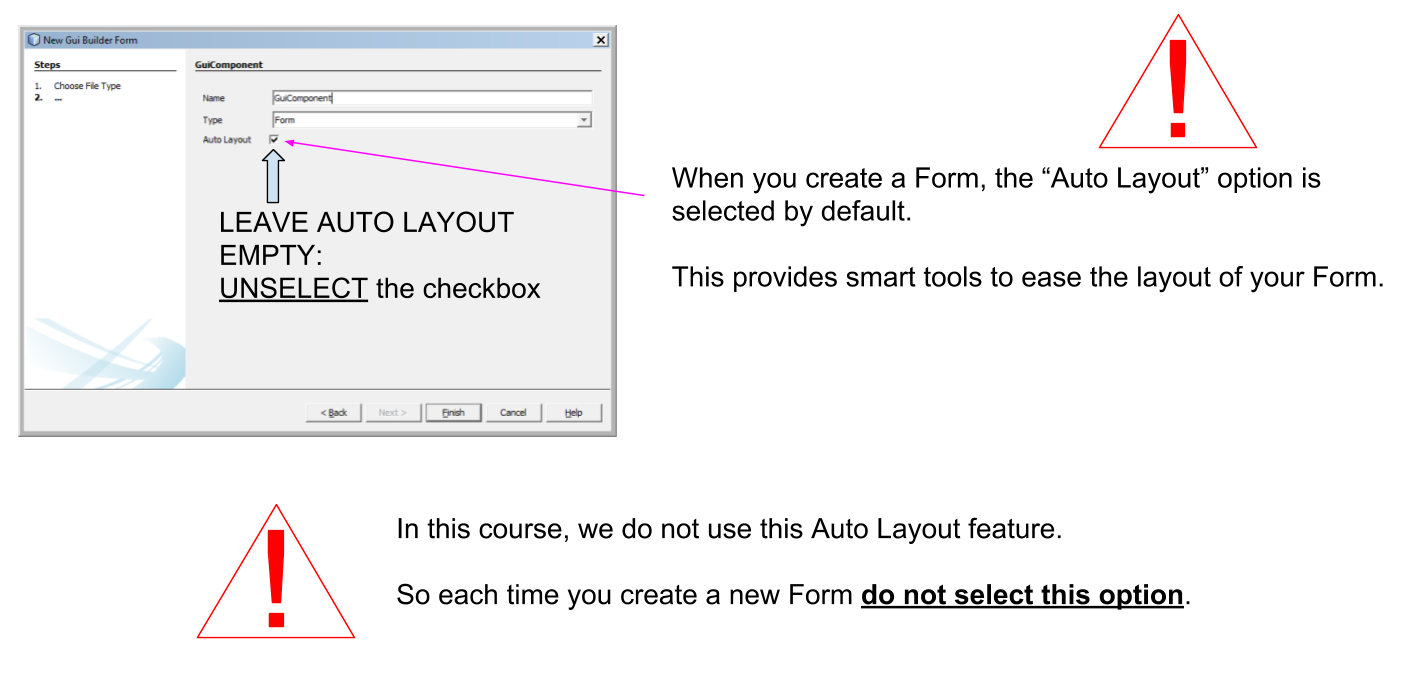 New Gui Builder Form
Steps
1. Choose File Type
2. ...
GuiComponent
Name GuiComponent
Type Form
Auto Layout
LEAVE AUTO LAYOUT
EMPTY:
UNSELECT the checkbox
< Back Next > Finish Cancel Help
!
When you create a Form, the “Auto Layout” option is
selected by default.
This provides smart tools to ease the layout of your Form.
!
In this course, we do not use this Auto Layout feature.
So each time you create a new Form do not select this option.